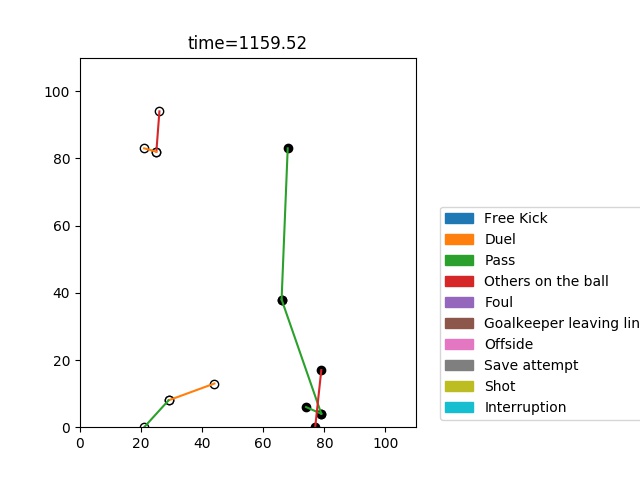 time=1159.52
100
80
60
40
20
0
0 20 40 60 80 100
Free Kick
Duel
Pass
Others on the ball
Foul
Goalkeeper leaving lin
Offside
Save attempt
Shot
Interruption